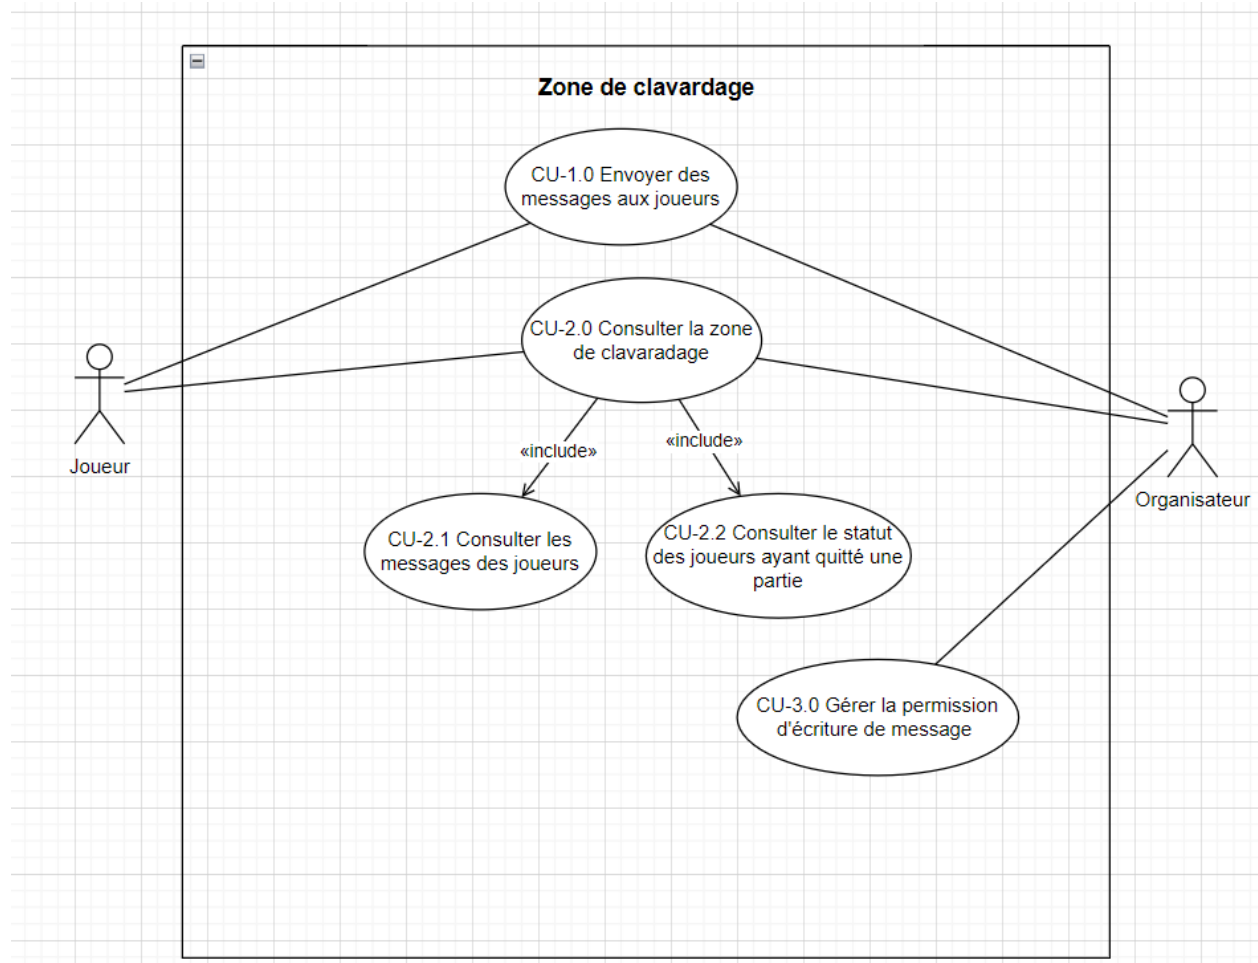 Zone de clavardage
CU-1.0 Envoyer des
messages aux joueurs
CU-2.0 Consulter la zone
de clavaradage
«include»
«include»
Joueur
Organisateur
CU-2.1 Consulter les
messages des joueurs
CU-2.2 Consulter le statut
des joueurs ayant quitté une
partie
CU-3.0 Gérer la permission
d'écriture de message